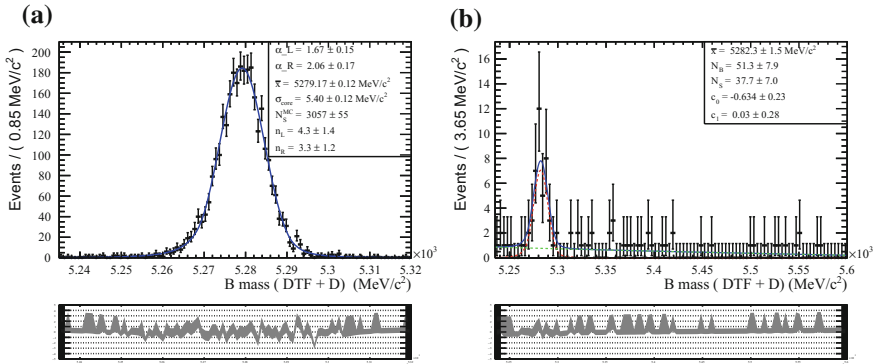 (a)
Events / ( 0.85 MeV/c²)
200
180
160
140
120
100
80
60
40
20
0
α_L = 1.67 ± 0.15
α_R = 2.06 ± 0.17
x̄ = 5279.17 ± 0.12 MeV/c²
σ_core = 5.40 ± 0.12 MeV/c²
N_S^MC = 3057 ± 55
n_L = 4.3 ± 1.4
n_R = 3.3 ± 1.2
5.24 5.25 5.26 5.27 5.28 5.29 5.3 5.31 5.32
×10³
B mass ( DTF + D) (MeV/c²)
(b)
Events / ( 3.65 MeV/c²)
16
14
12
10
8
6
4
2
0
x̄ = 5282.3 ± 1.5 MeV/c²
N_B = 51.3 ± 7.9
N_S = 37.7 ± 7.0
c_0 = -0.634 ± 0.23
c_1 = 0.03 ± 0.28
5.25 5.3 5.35 5.4 5.45 5.5 5.55 5.6
×10³
B mass ( DTF + D) (MeV/c²)